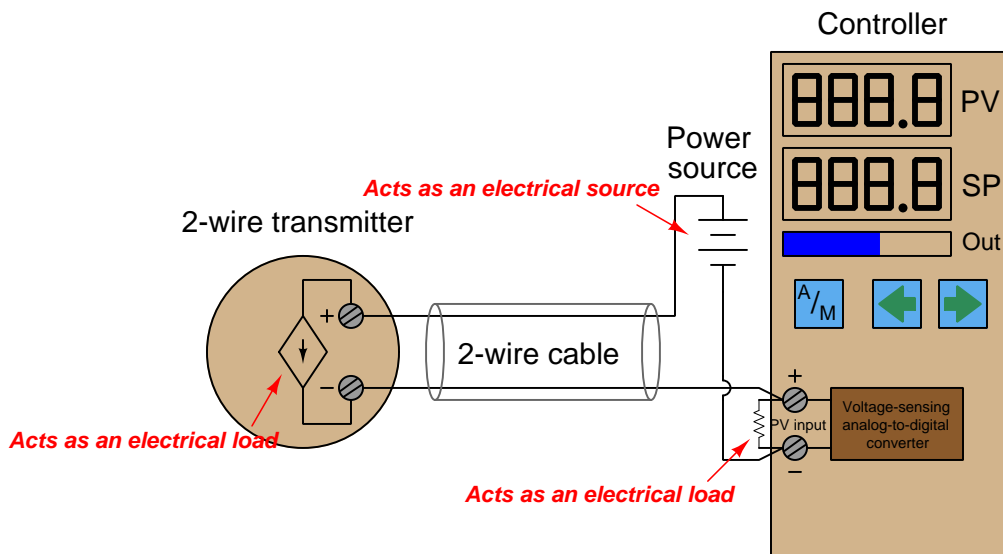 Controller
888.8
PV
Power
source
888.8
SP
Acts as an electrical source
2-wire transmitter
Out
A/M
+
2-wire cable
−
+
Voltage-sensing
analog-to-digital
converter
PV input
Acts as an electrical load
−
Acts as an electrical load